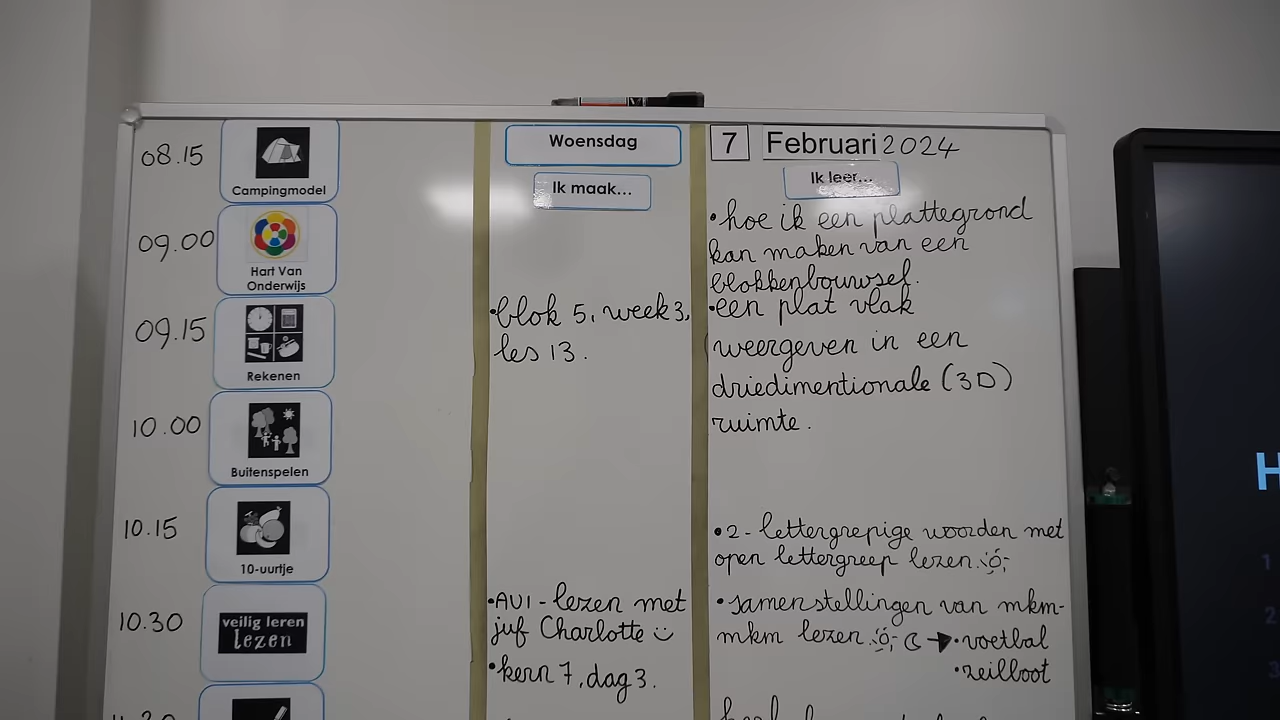 08.15
Campingmodel
09.00
Hart Van
Onderwijs
09.15
Rekenen
10.00
Buitenspelen
10.15
10-uurtje
10.30
veilig leren
lezen
Woensdag
Ik maak...
•blok 5, week 3,
les 13.
•AVI-lezen met
juf Charlotte
•kern 7, dag 3.
7 Februari 2024
Ik leer...
•hoe ik een plattegrond
kan maken van een
blokkenbouwsel.
•een plat vlak
weergeven in een
driedimentionale (3D)
ruimte.
•2-lettergrepige woorden met
open lettergreep lezen.
•samenstellingen van mkm-
mkm lezen. → •voetbal
•zeilboot
H